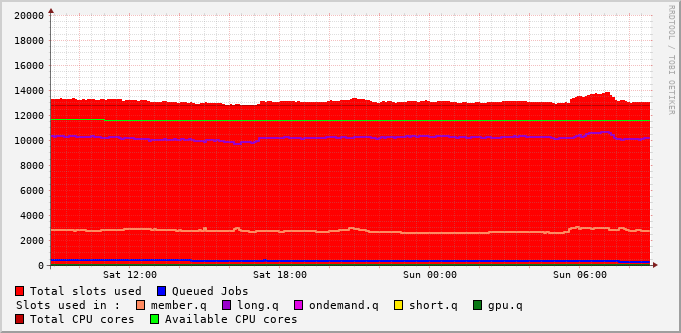 RRDTOOL / TOBI OETIKER
20000
18000
16000
14000
12000
10000
8000
6000
4000
2000
0
Sat 12:00 Sat 18:00 Sun 00:00 Sun 06:00
Total slots used Queued Jobs
Slots used in : member.q long.q ondemand.q short.q gpu.q
Total CPU cores Available CPU cores